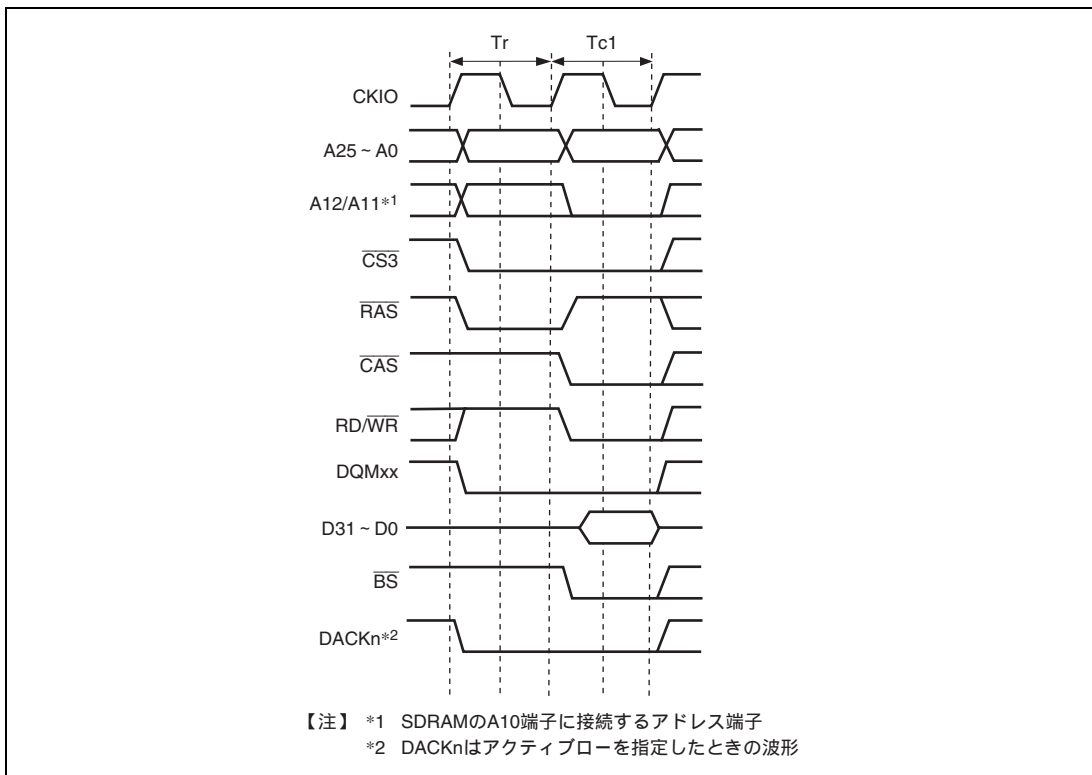 Tr Tc1
CKIO
A25 ~ A0
A12/A11*1
CS3
RAS
CAS
RD/WR
DQMxx
D31 ~ D0
BS
DACKn*2
【注】 *1 SDRAMのA10端子に接続するアドレス端子
*2 DACKnはアクティブローを指定したときの波形